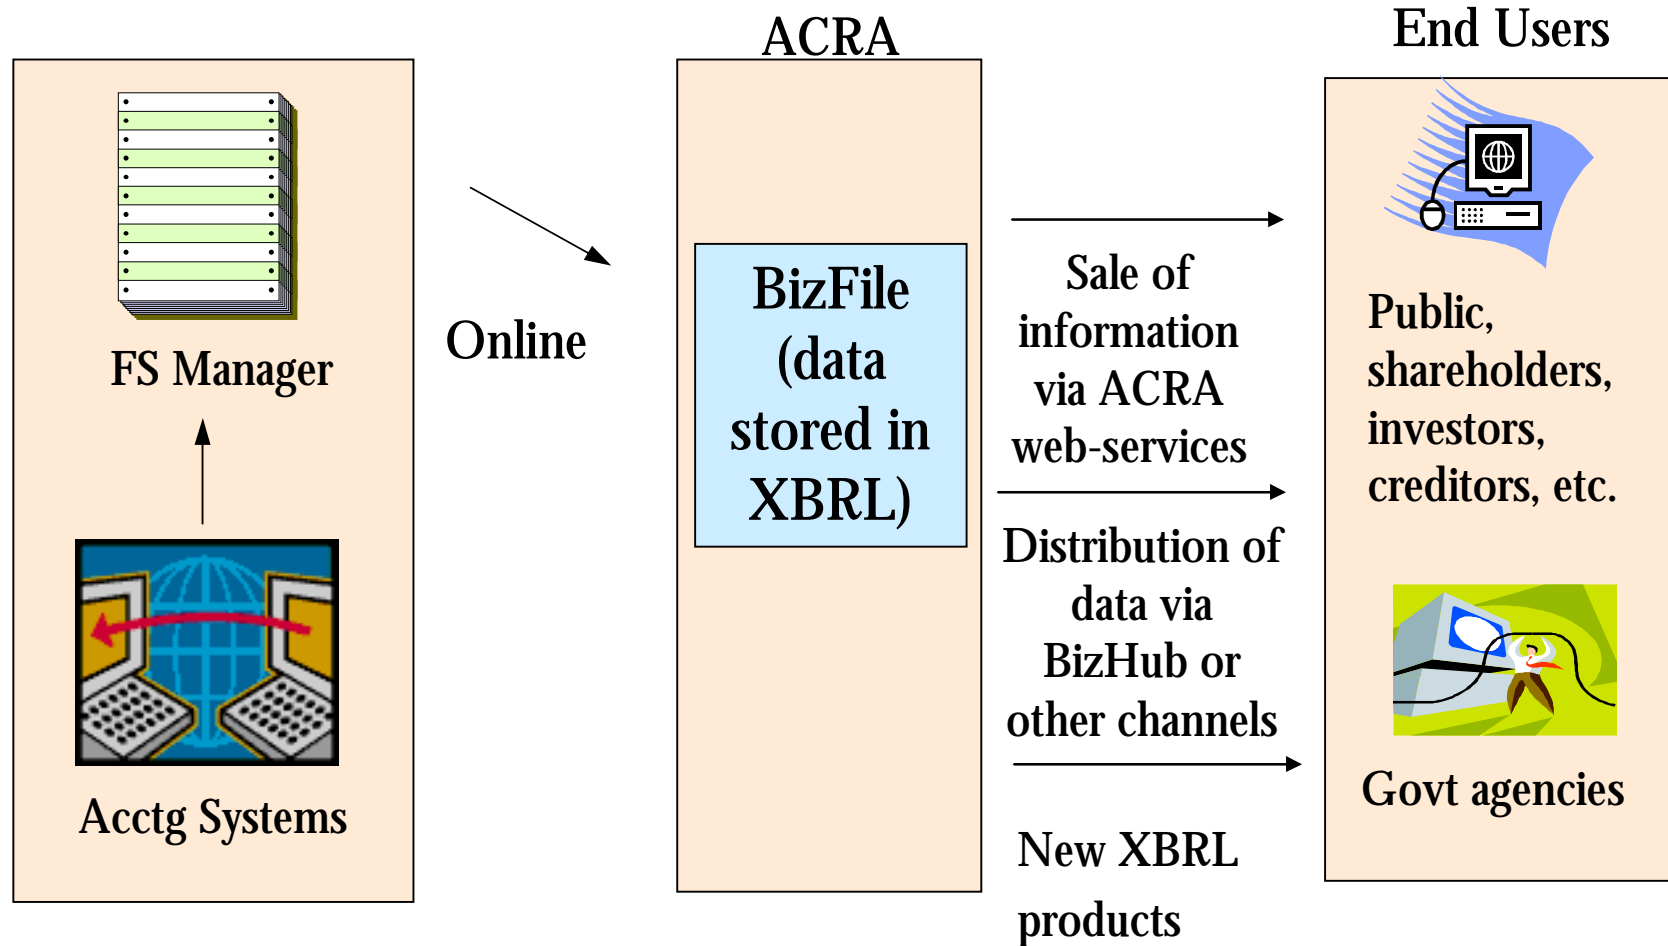 ACRA
End Users
FS Manager
Acctg Systems
Online
BizFile
(data
stored in
XBRL)
Sale of
information
via ACRA
web-services
Distribution of
data via
BizHub or
other channels
New XBRL
products
Public,
shareholders,
investors,
creditors, etc.
Govt agencies